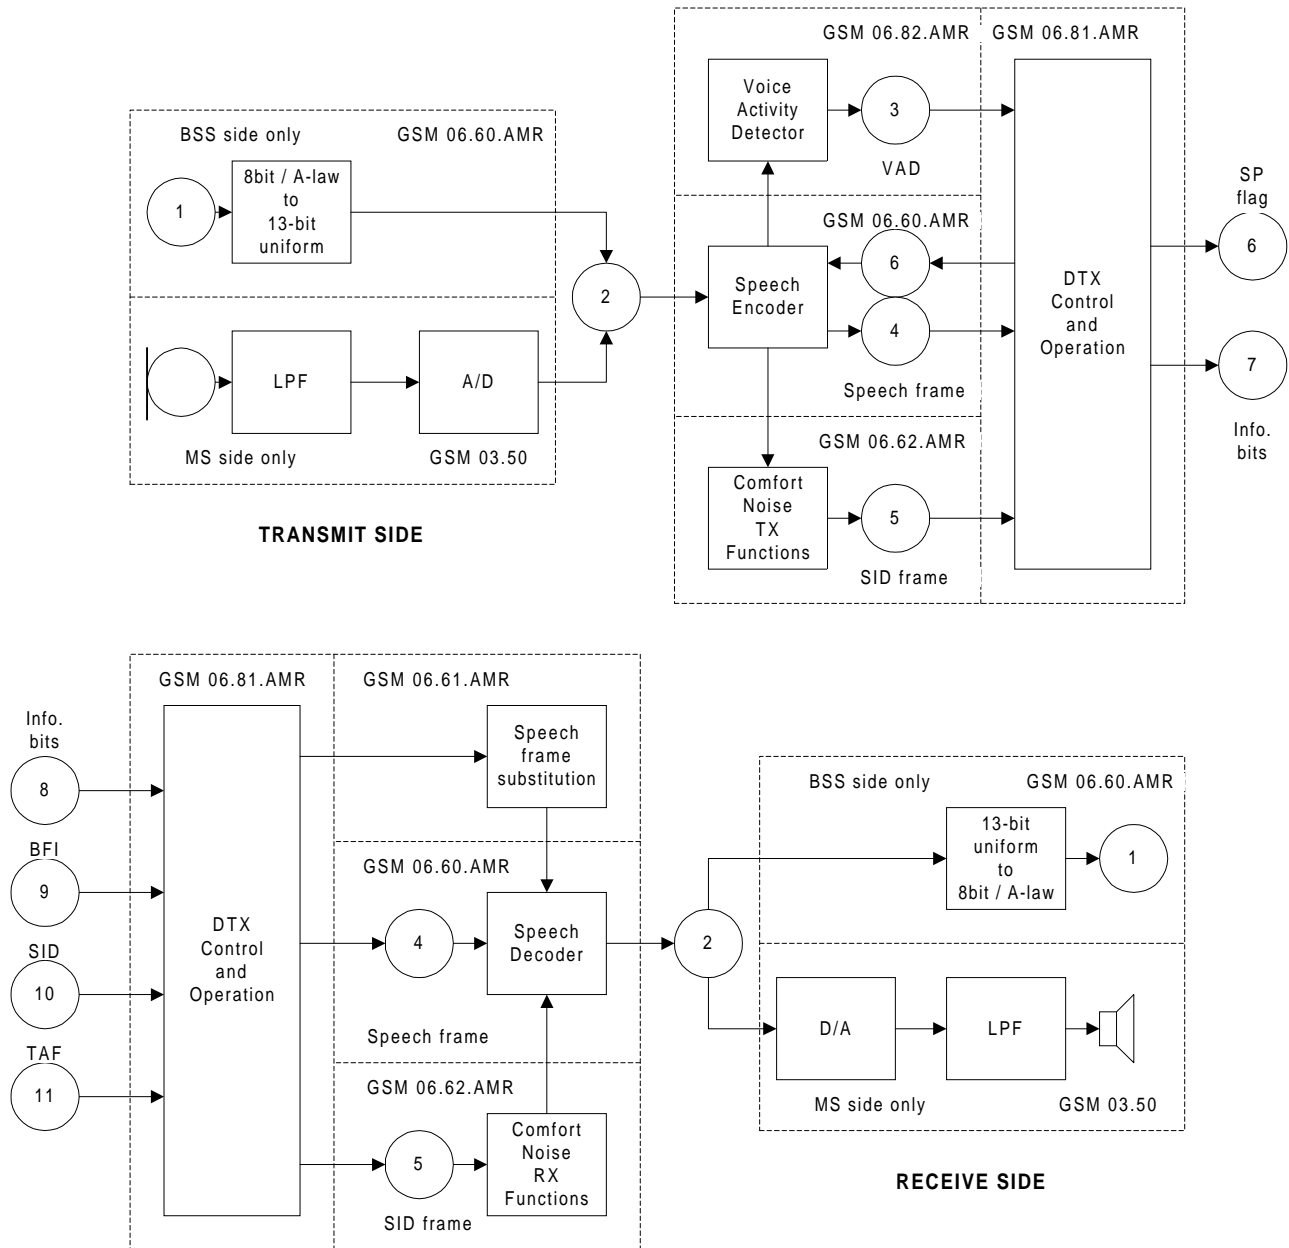 GSM 06.82.AMR
GSM 06.81.AMR
Voice
Activity
Detector
3
VAD
BSS side only
GSM 06.60.AMR
1
8bit / A-law
to
13-bit
uniform
2
LPF
A/D
MS side only
GSM 03.50
TRANSMIT SIDE
GSM 06.60.AMR
6
Speech
Encoder
4
Speech frame
GSM 06.62.AMR
Comfort
Noise
TX
Functions
5
SID frame
DTX
Control
and
Operation
SP
flag
6
7
Info.
bits
GSM 06.81.AMR
GSM 06.61.AMR
Info.
bits
8
BFI
9
SID
10
TAF
11
DTX
Control
and
Operation
Speech
frame
substitution
GSM 06.60.AMR
4
Speech
Decoder
Speech frame
GSM 06.62.AMR
5
Comfort
Noise
RX
Functions
SID frame
2
BSS side only
GSM 06.60.AMR
13-bit
uniform
to
8bit / A-law
1
D/A
LPF
MS side only
GSM 03.50
RECEIVE SIDE